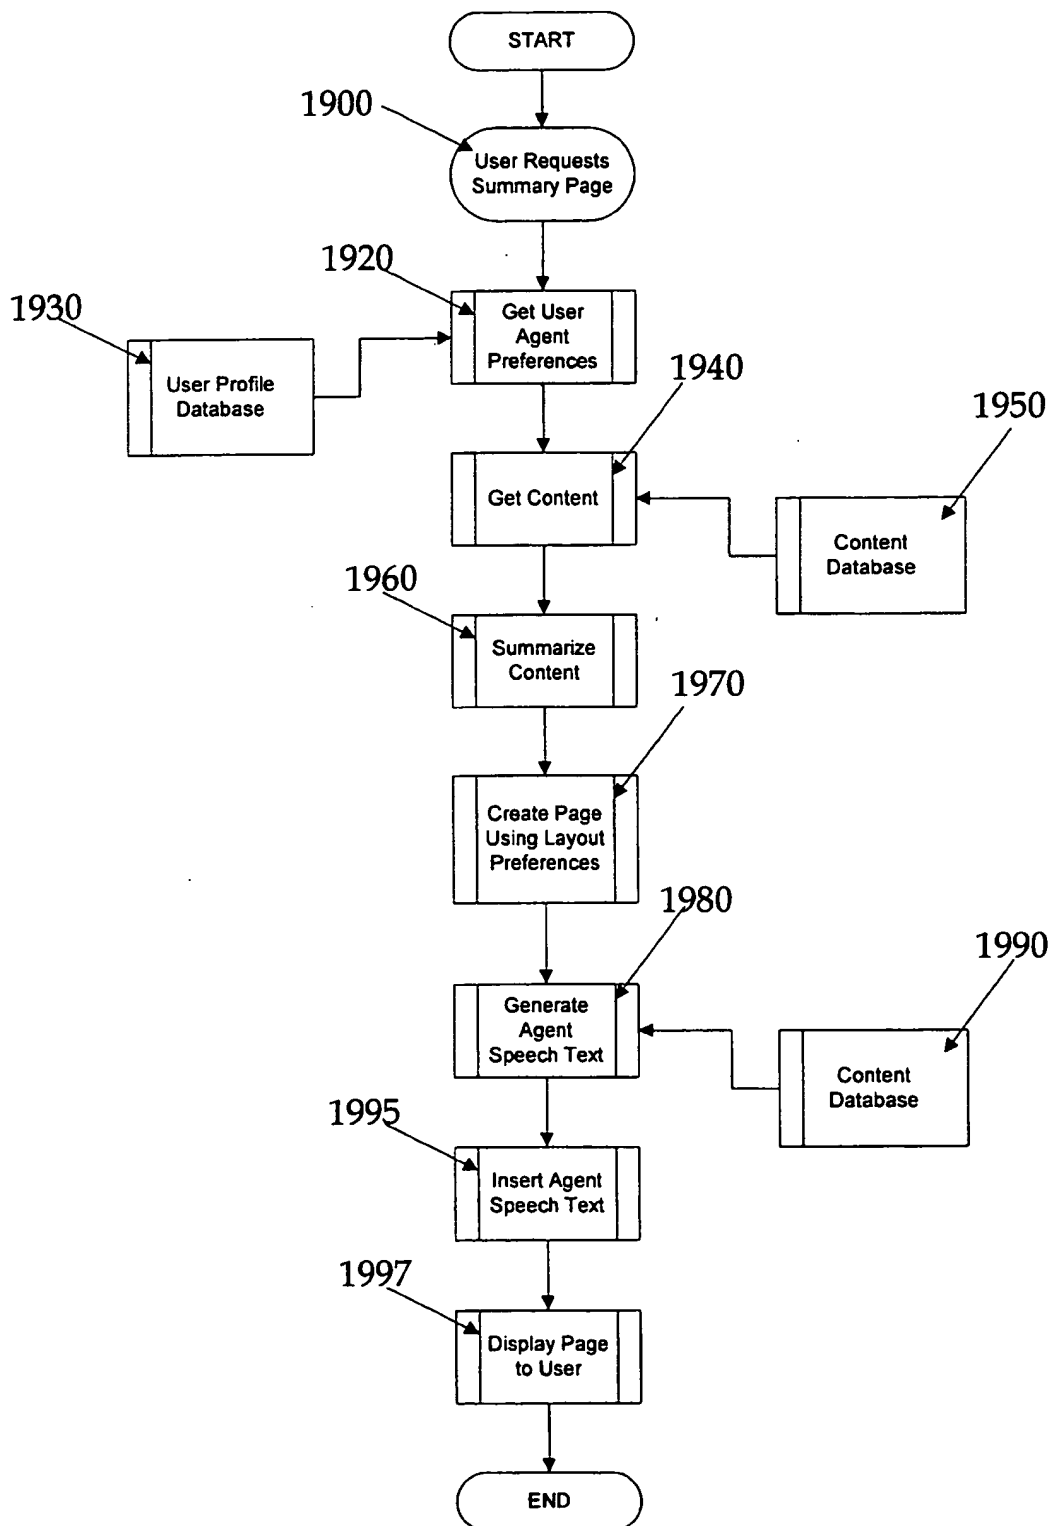 START
1900
User Requests
Summary Page
1920
Get User
Agent
Preferences
1930
User Profile
Database
1940
Get Content
1950
Content
Database
1960
Summarize
Content
1970
Create Page
Using Layout
Preferences
1980
Generate
Agent
Speech Text
1990
Content
Database
1995
Insert Agent
Speech Text
1997
Display Page
to User
END